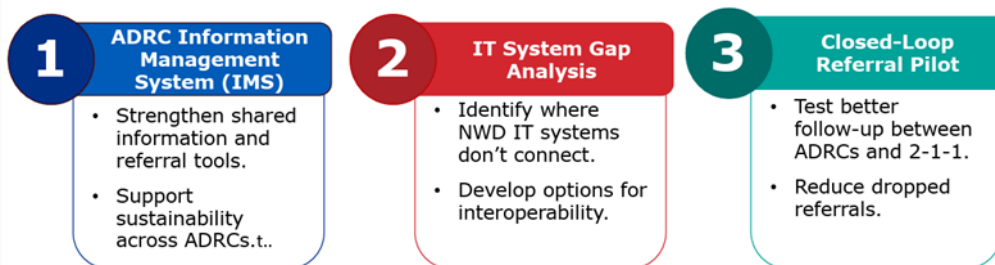 1
ADRC Information
Management
System (IMS)
• Strengthen shared
information and
referral tools.
• Support
sustainability
across ADRCs.t..
2
IT System Gap
Analysis
• Identify where
NWD IT systems
don't connect.
• Develop options for
interoperability.
3
Closed-Loop
Referral Pilot
• Test better
follow-up between
ADRCs and 2-1-1.
• Reduce dropped
referrals.